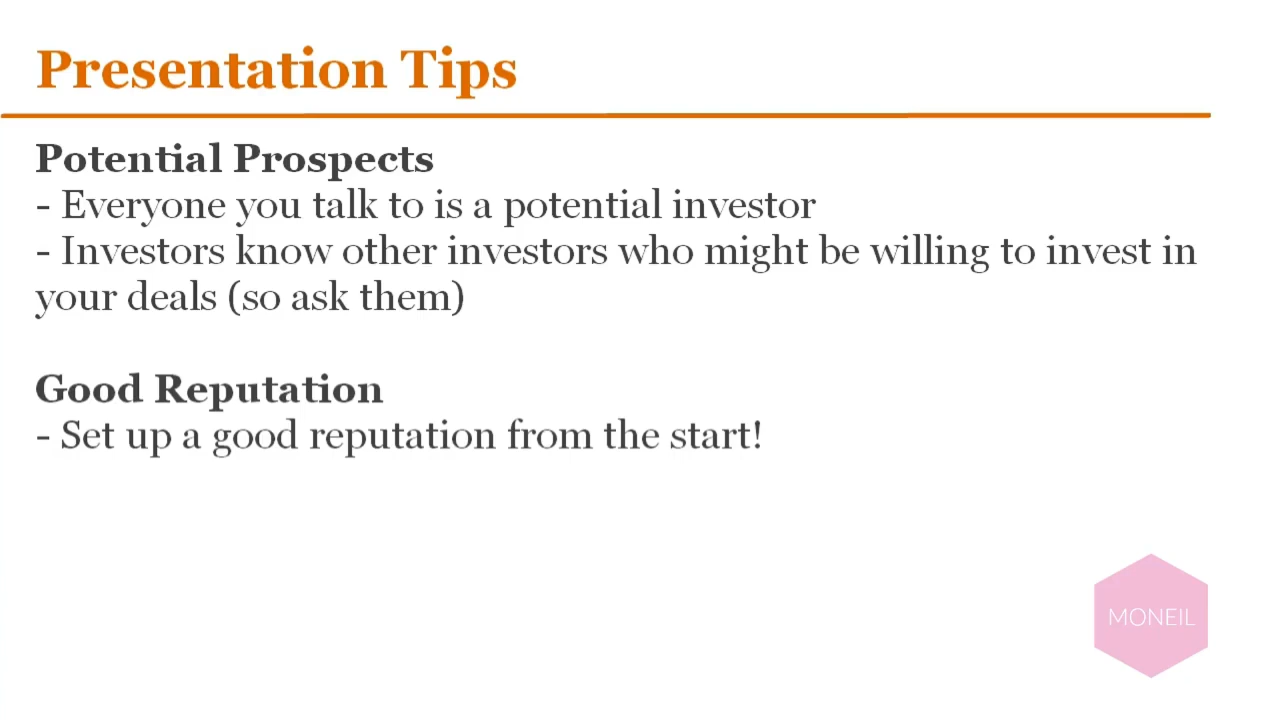 Presentation Tips
Potential Prospects
- Everyone you talk to is a potential investor
- Investors know other investors who might be willing to invest in
your deals (so ask them)
Good Reputation
- Set up a good reputation from the start!
MONEIL